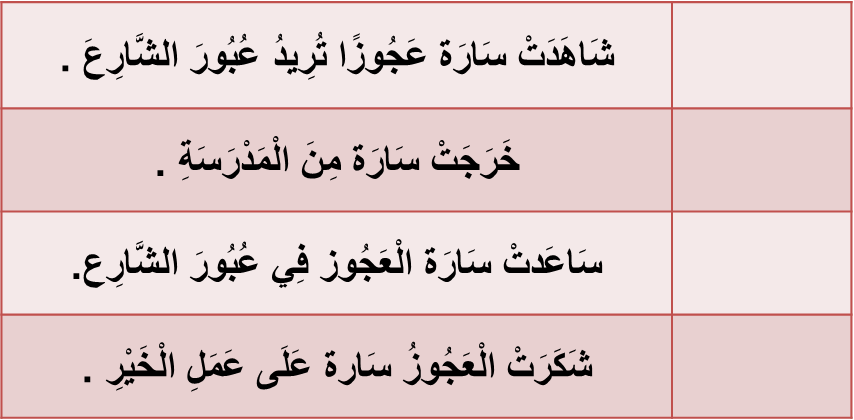 شَاهَدَتْ سَارَة عَجُوزًا تُرِيدُ عُبُورَ الشَّارِعَ .
خَرَجَتْ سَارَة مِنَ الْمَدْرَسَةِ .
سَاعَدتْ سَارَة الْعَجُوز فِي عُبُورَ الشَّارِع.
شَكَرَتْ الْعَجُوزُ سَارة عَلَى عَمَلِ الْخَيْرِ .